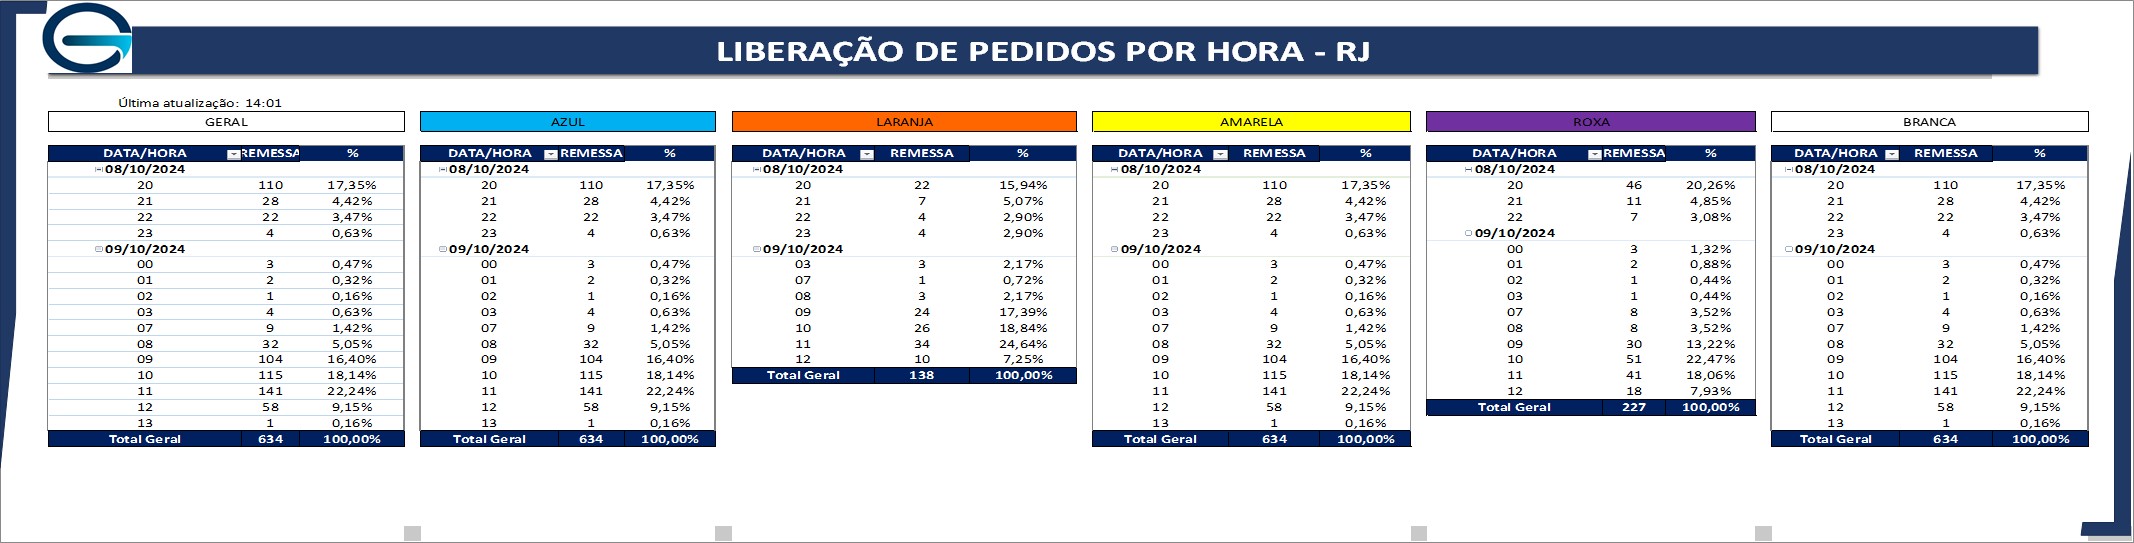 LIBERAÇÃO DE PEDIDOS POR HORA - RJ
Última atualização: 14:01
GERAL
DATA/HORA REMESSA %
08/10/2024
20 110 17,35%
21 28 4,42%
22 22 3,47%
23 4 0,63%
09/10/2024
00 3 0,47%
01 2 0,32%
02 1 0,16%
03 4 0,63%
07 9 1,42%
08 32 5,05%
09 104 16,40%
10 115 18,14%
11 141 22,24%
12 58 9,15%
13 1 0,16%
Total Geral 634 100,00%
AZUL
DATA/HORA REMESSA %
08/10/2024
20 110 17,35%
21 28 4,42%
22 22 3,47%
23 4 0,63%
09/10/2024
00 3 0,47%
01 2 0,32%
02 1 0,16%
03 4 0,63%
07 9 1,42%
08 32 5,05%
09 104 16,40%
10 115 18,14%
11 141 22,24%
12 58 9,15%
13 1 0,16%
Total Geral 634 100,00%
LARANJA
DATA/HORA REMESSA %
08/10/2024
20 22 15,94%
21 7 5,07%
22 4 2,90%
23 4 2,90%
09/10/2024
03 3 2,17%
07 1 0,72%
08 3 2,17%
09 24 17,39%
10 26 18,84%
11 34 24,64%
12 10 7,25%
Total Geral 138 100,00%
AMARELA
DATA/HORA REMESSA %
08/10/2024
20 110 17,35%
21 28 4,42%
22 22 3,47%
23 4 0,63%
09/10/2024
00 3 0,47%
01 2 0,32%
02 1 0,16%
03 4 0,63%
07 9 1,42%
08 32 5,05%
09 104 16,40%
10 115 18,14%
11 141 22,24%
12 58 9,15%
13 1 0,16%
Total Geral 634 100,00%
ROXA
DATA/HORA REMESSA %
08/10/2024
20 46 20,26%
21 11 4,85%
22 7 3,08%
09/10/2024
00 3 1,32%
01 2 0,88%
02 1 0,44%
03 1 0,44%
07 8 3,52%
08 8 3,52%
09 30 13,22%
10 51 22,47%
11 41 18,06%
12 18 7,93%
Total Geral 227 100,00%
BRANCA
DATA/HORA REMESSA %
08/10/2024
20 110 17,35%
21 28 4,42%
22 22 3,47%
23 4 0,63%
09/10/2024
00 3 0,47%
01 2 0,32%
02 1 0,16%
03 4 0,63%
07 9 1,42%
08 32 5,05%
09 104 16,40%
10 115 18,14%
11 141 22,24%
12 58 9,15%
13 1 0,16%
Total Geral 634 100,00%